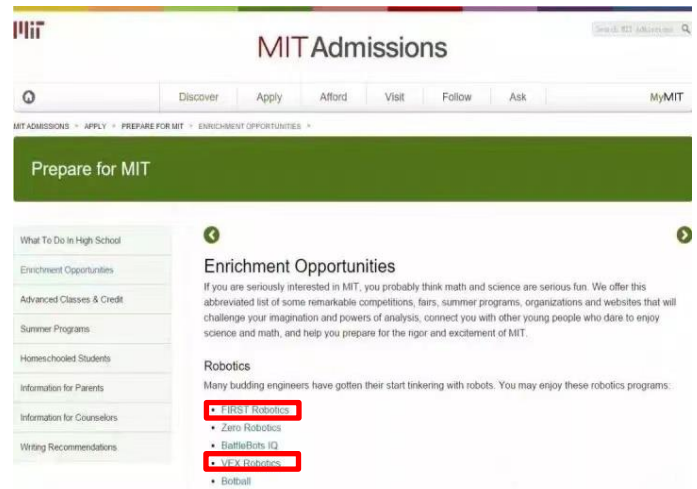 MIT
MIT Admissions
Search MIT Admissions
Discover Apply Afford Visit Follow Ask MyMIT
MIT ADMISSIONS » APPLY » PREPARE FOR MIT » ENRICHMENT OPPORTUNITIES »
Prepare for MIT
What To Do In High School
Enrichment Opportunities
Advanced Classes & Credit
Summer Programs
Homeschooled Students
Information for Parents
Information for Counselors
Writing Recommendations
Enrichment Opportunities
If you are seriously interested in MIT, you probably think math and science are serious fun. We offer this
abbreviated list of some remarkable competitions, fairs, summer programs, organizations and websites that will
challenge your imagination and powers of analysis, connect you with other young people who dare to enjoy
science and math, and help you prepare for the rigor and excitement of MIT.
Robotics
Many budding engineers have gotten their start tinkering with robots. You may enjoy these robotics programs:
• FIRST Robotics
• Zero Robotics
• BattleBots IQ
• VEX Robotics
• Botball